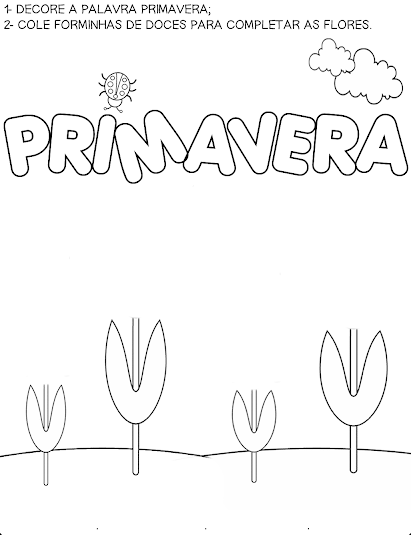 1- DECORE A PALAVRA PRIMAVERA;
2- COLE FORMINHAS DE DOCES PARA COMPLETAR AS FLORES.
PRIMAVERA